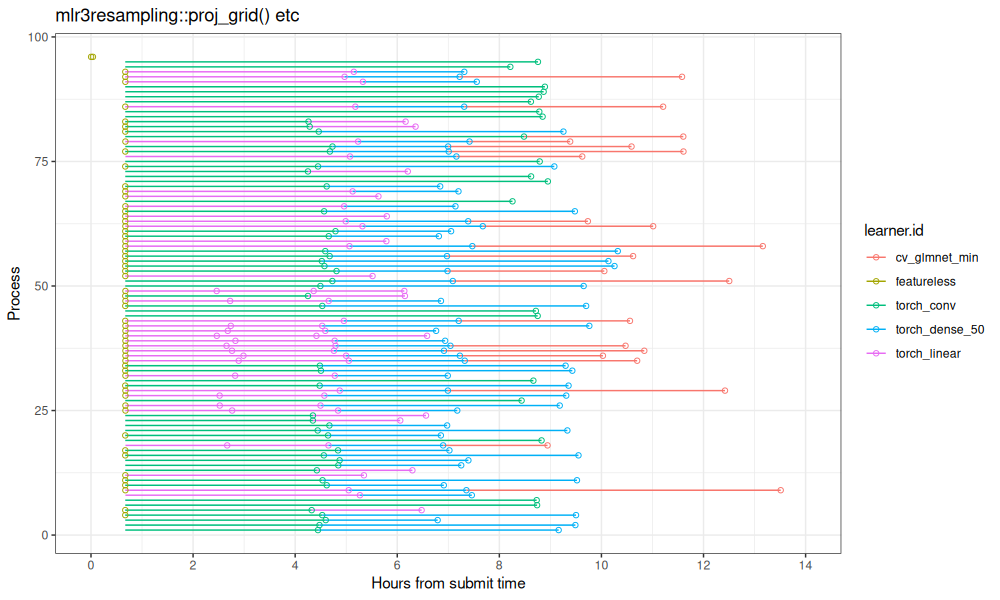 mlr3resampling::proj_grid() etc
100
75
50
25
0
Process
0 2 4 6 8 10 12 14
Hours from submit time
learner.id
cv_glmnet_min
featureless
torch_conv
torch_dense_50
torch_linear